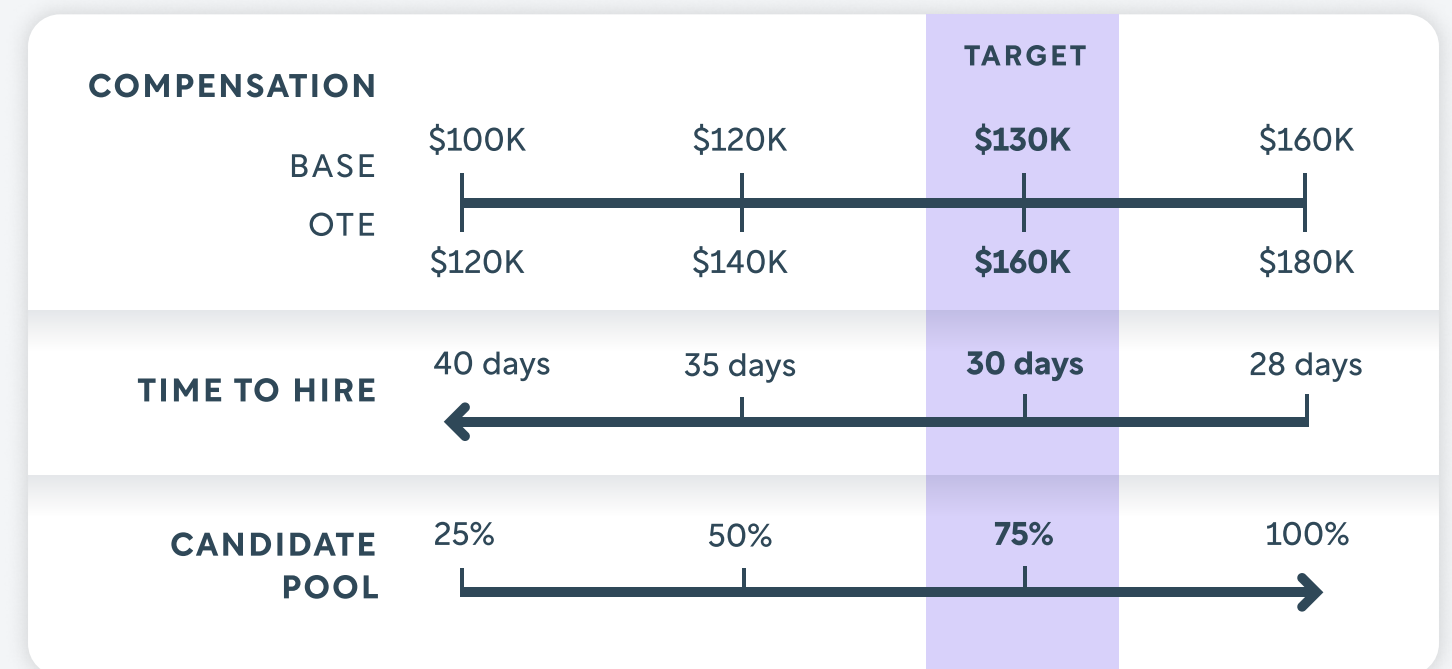 TARGET
COMPENSATION
$100K $120K $130K $160K
BASE
OTE
$120K $140K $160K $180K
40 days 35 days 30 days 28 days
TIME TO HIRE
25% 50% 75% 100%
CANDIDATE
POOL